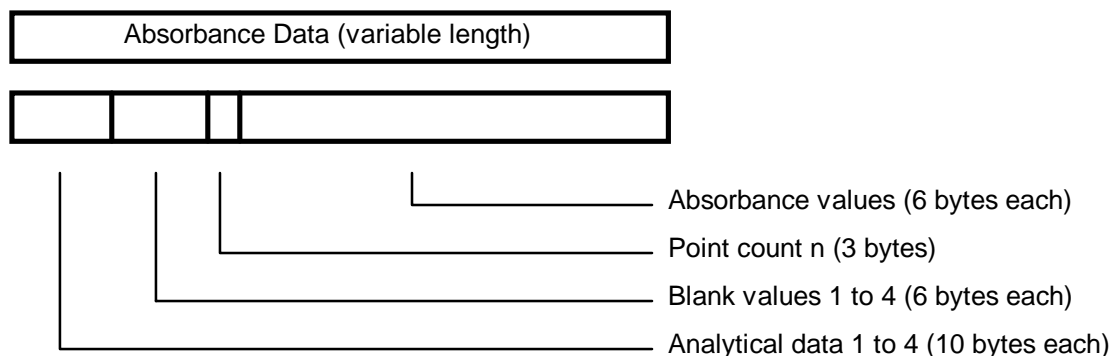 Absorbance Data (variable length)
Absorbance values (6 bytes each)
Point count n (3 bytes)
Blank values 1 to 4 (6 bytes each)
Analytical data 1 to 4 (10 bytes each)